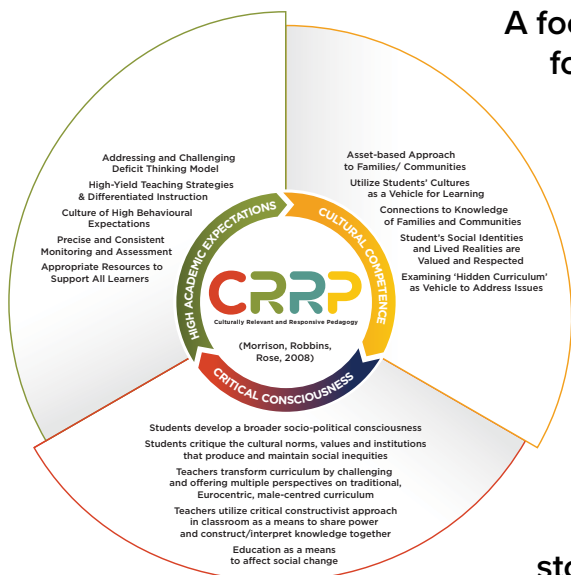 A
for
Addressing and Challenging
Deficit Thinking Model
High-Yield Teaching Strategies
& Differentiated Instruction
Culture of High Behavioural
Expectations
Precise and Consistent
Monitoring and Assessment
Appropriate Resources to
Support All Learners
Asset-based Approach
to Families/ Communities
Utilize Students' Cultures
as a Vehicle for Learning
Connections to Knowledge
of Families and Communities
Student's Social Identities
and Lived Realities are
Valued and Respected
Examining 'Hidden Curriculum'
as Vehicle to Address Issues
HIGH ACADEMIC EXPECTATIONS
CULTURAL COMPETENCE
CRRP
Culturally Relevant and Responsive Pedagogy
(Morrison, Robbins,
Rose, 2008)
CRITICAL CONSCIOUSNESS
Students develop a broader socio-political consciousness
Students critique the cultural norms, values and institutions
that produce and maintain social inequities
Teachers transform curriculum by challenging
and offering multiple perspectives on traditional,
Eurocentric, male-centred curriculum
Teachers utilize critical constructivist approach
in classroom as a means to share power
and construct/interpret knowledge together
Education as a means
to affect social change